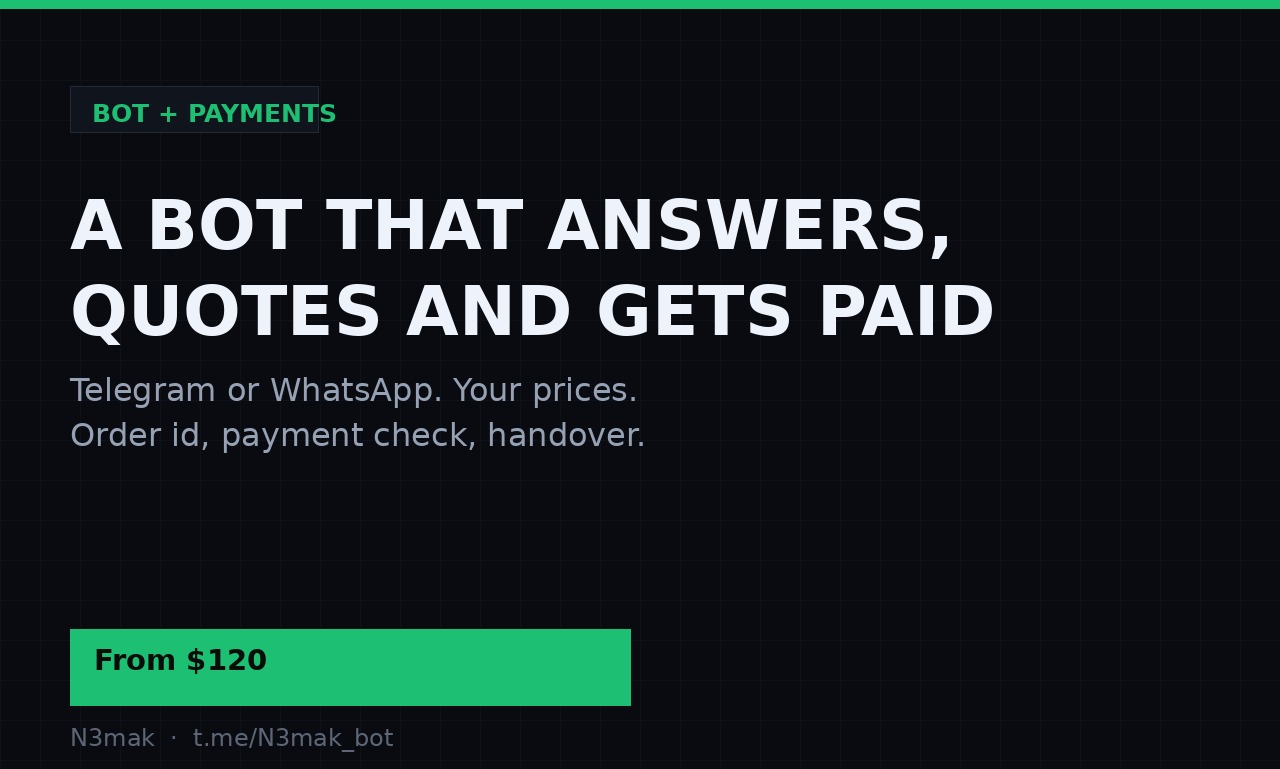 BOT + PAYMENTS
A BOT THAT ANSWERS,
QUOTES AND GETS PAID
Telegram or WhatsApp. Your prices.
Order id, payment check, handover.
From $120
N3mak · t.me/N3mak_bot